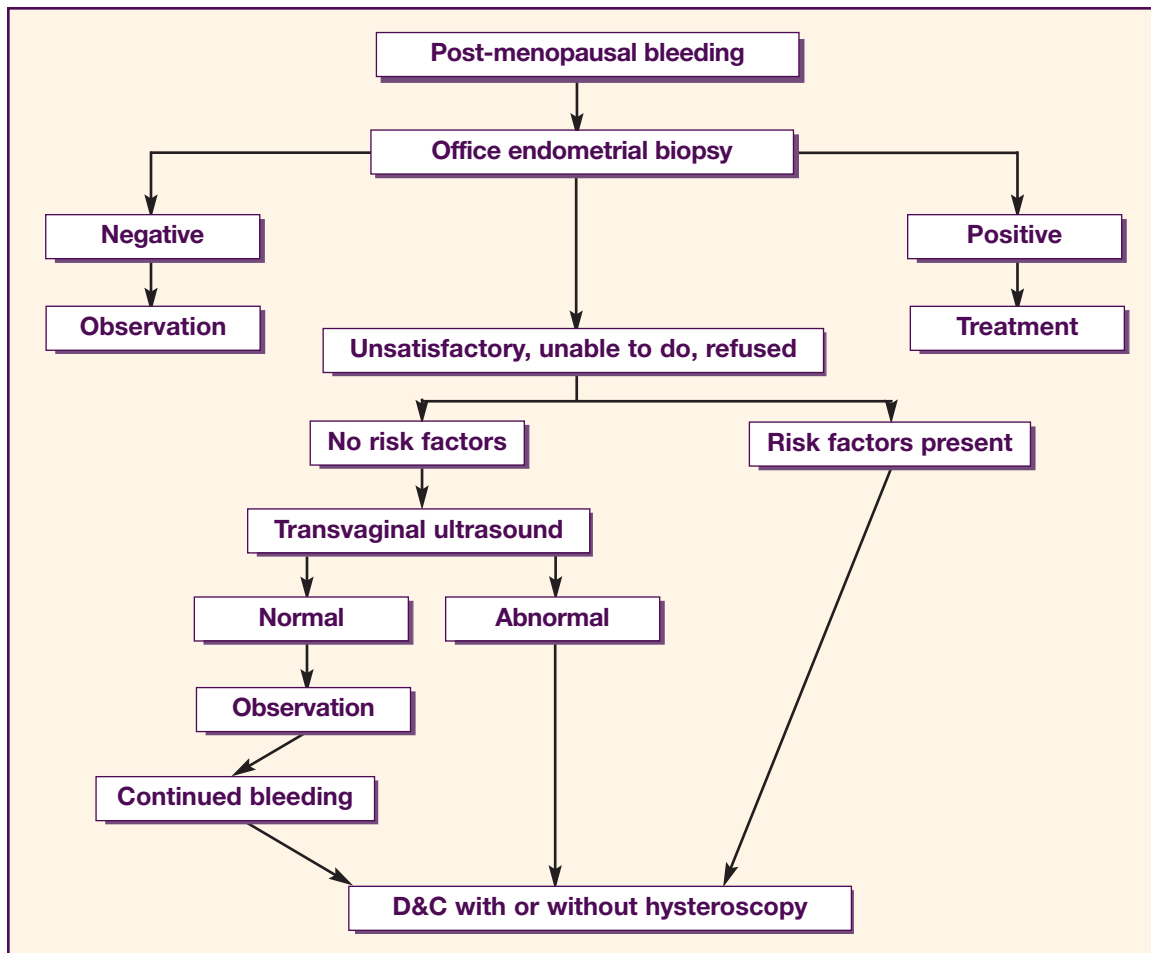 Post-menopausal bleeding
Office endometrial biopsy
Negative
Positive
Observation
Treatment
Unsatisfactory, unable to do, refused
No risk factors
Risk factors present
Transvaginal ultrasound
Normal
Abnormal
Observation
Continued bleeding
D&C with or without hysteroscopy